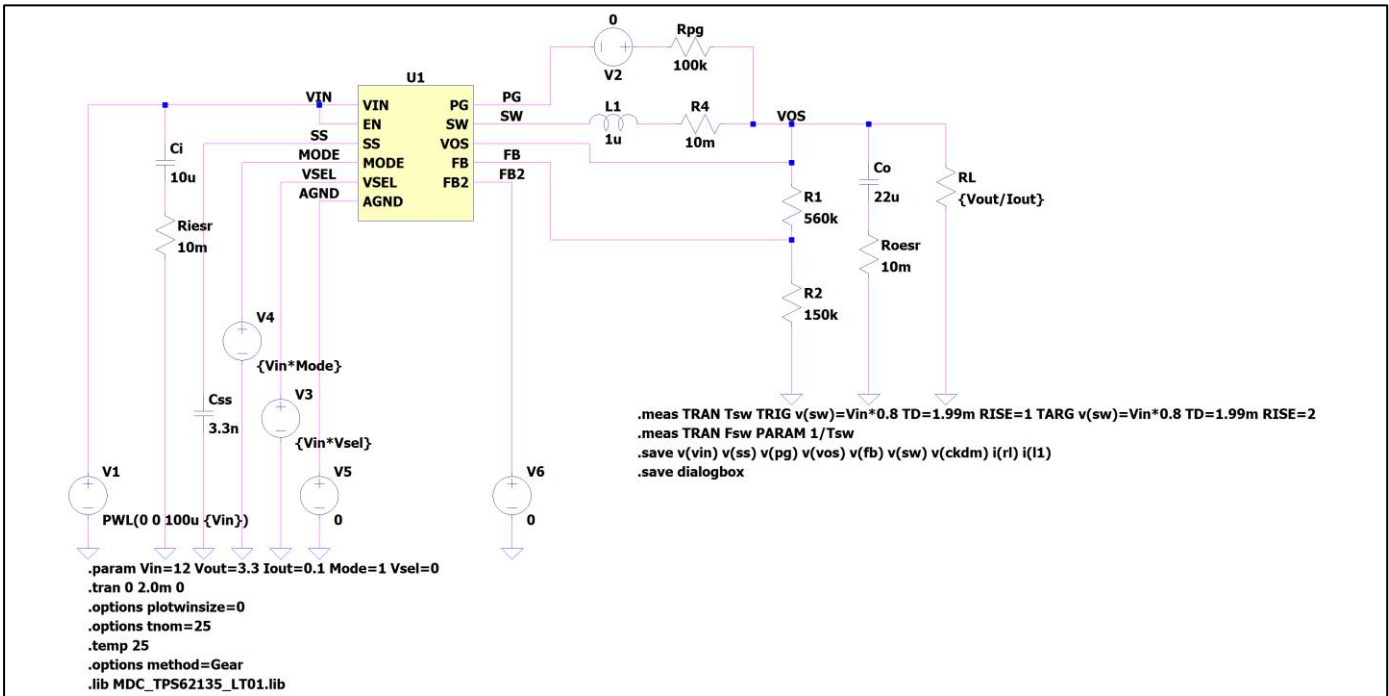 0
Rpg
100k
V2
U1
VIN
VIN
PG
PG
EN
SW
SW
L1
1u
R4
10m
VOS
SS
SS
VOS
MODE
MODE
FB
FB
VSEL
VSEL
FB2
FB2
AGND
AGND
Ci
10u
Riesr
10m
R1
560k
Co
22u
RL
{Vout/Iout}
Roesr
10m
R2
150k
V4
{Vin*Mode}
V3
{Vin*Vsel}
Css
3.3n
.meas TRAN Tsw TRIG v(sw)=Vin*0.8 TD=1.99m RISE=1 TARG v(sw)=Vin*0.8 TD=1.99m RISE=2
.meas TRAN Fsw PARAM 1/Tsw
.save v(vin) v(ss) v(pg) v(vos) v(fb) v(sw) v(ckdm) i(rl) i(l1)
.save dialogbox
V1
PWL(0 0 100u {Vin})
V5
0
V6
0
.param Vin=12 Vout=3.3 Iout=0.1 Mode=1 Vsel=0
.tran 0 2.0m 0
.options plotwinsize=0
.options tnom=25
.temp 25
.options method=Gear
.lib MDC_TPS62135_LT01.lib